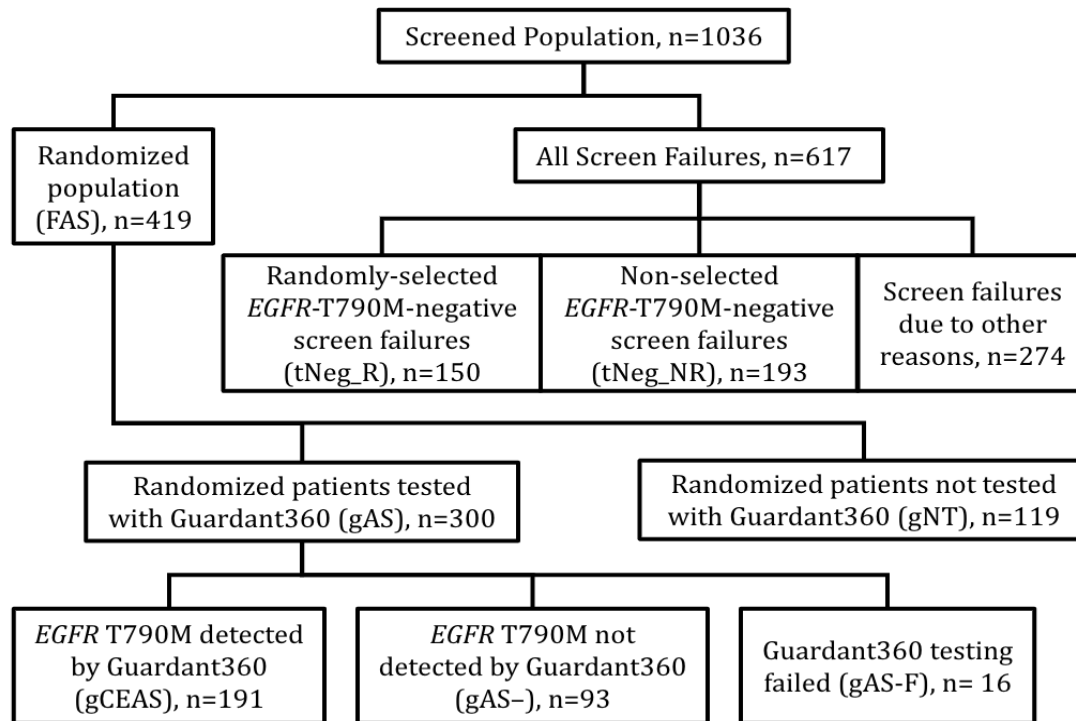 Screened Population, n=1036
Randomized
population
(FAS), n=419
All Screen Failures, n=617
Randomly-selected
EGFR-T790M-negative
screen failures
(tNeg_R), n=150
Non-selected
EGFR-T790M-negative
screen failures
(tNeg_NR), n=193
Screen failures
due to other
reasons, n=274
Randomized patients tested
with Guardant360 (gAS), n=300
Randomized patients not tested
with Guardant360 (gNT), n=119
EGFR T790M detected
by Guardant360
(gCEAS), n=191
EGFR T790M not
detected by Guardant360
(gAS–), n=93
Guardant360 testing
failed (gAS-F), n= 16